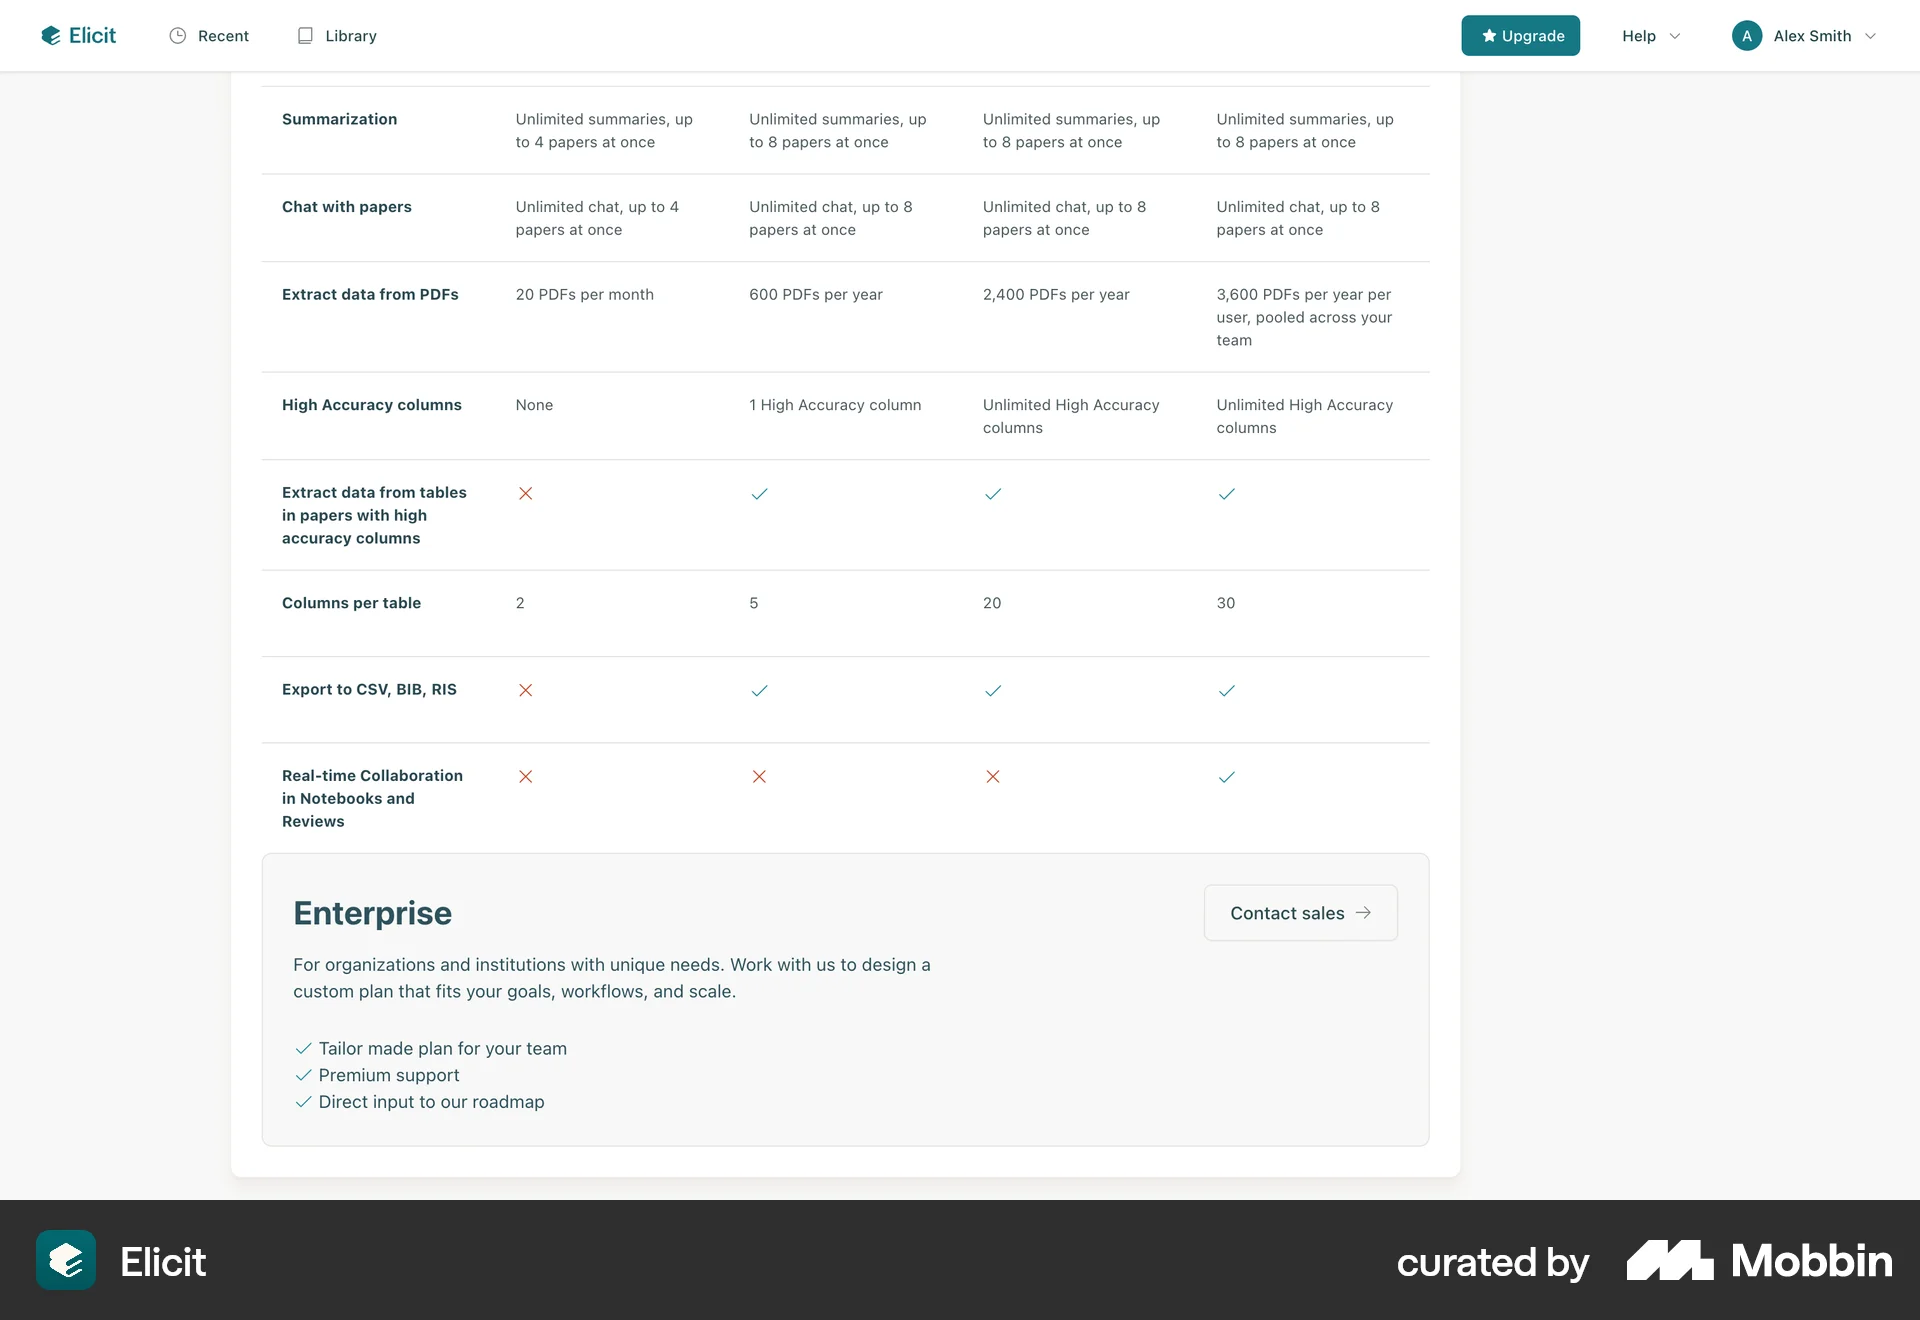 Elicit
Recent
Library
Upgrade
Help
A
Alex Smith
Summarization
Unlimited summaries, up
to 4 papers at once
Unlimited summaries, up
to 8 papers at once
Unlimited summaries, up
to 8 papers at once
Unlimited summaries, up
to 8 papers at once
Chat with papers
Unlimited chat, up to 4
papers at once
Unlimited chat, up to 8
papers at once
Unlimited chat, up to 8
papers at once
Unlimited chat, up to 8
papers at once
Extract data from PDFs
20 PDFs per month
600 PDFs per year
2,400 PDFs per year
3,600 PDFs per year per
user, pooled across your
team
High Accuracy columns
None
1 High Accuracy column
Unlimited High Accuracy
columns
Unlimited High Accuracy
columns
Extract data from tables
in papers with high
accuracy columns
Columns per table
2
5
20
30
Export to CSV, BIB, RIS
Real-time Collaboration
in Notebooks and
Reviews
Enterprise
Contact sales
For organizations and institutions with unique needs. Work with us to design a
custom plan that fits your goals, workflows, and scale.
Tailor made plan for your team
Premium support
Direct input to our roadmap
Elicit
curated by
Mobbin